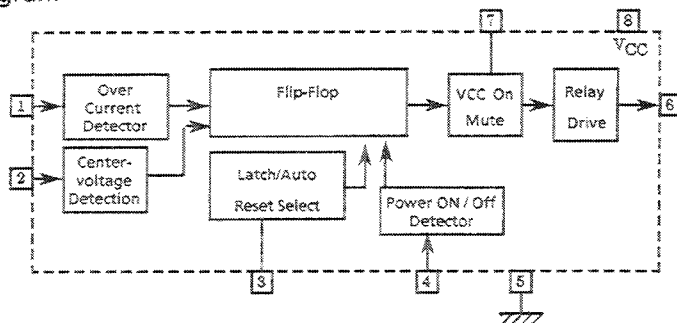 7
8
VCC
1
Over
Current
Detector
Flip-Flop
VCC On
Mute
Relay
Drive
6
2
Center-
voltage
Detection
Latch/Auto
Reset Select
Power ON / Off
Detector
3
4
5